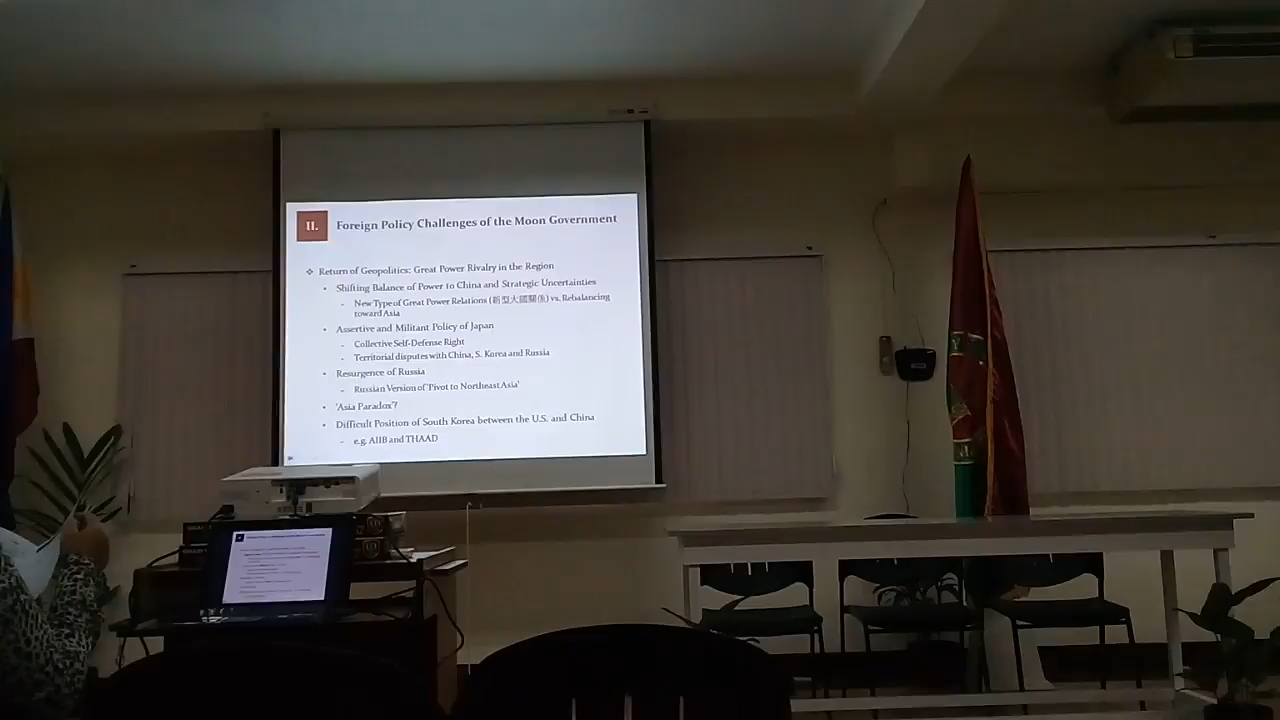 II.
Foreign Policy Challenges of the Moon Government
Return of Geopolitics: Great Power Rivalry in the Region
Shifting Balance of Power to China and Strategic Uncertainties
New Type of Great Power Relations (新型大國關係) vs. Rebalancing
toward Asia
Assertive and Militant Policy of Japan
Collective Self-Defense Right
Territorial disputes with China, S. Korea and Russia
Resurgence of Russia
Russian Version of 'Pivot to Northeast Asia'
'Asia Paradox'?
Difficult Position of South Korea between the U.S. and China
e.g. AIIB and THAAD